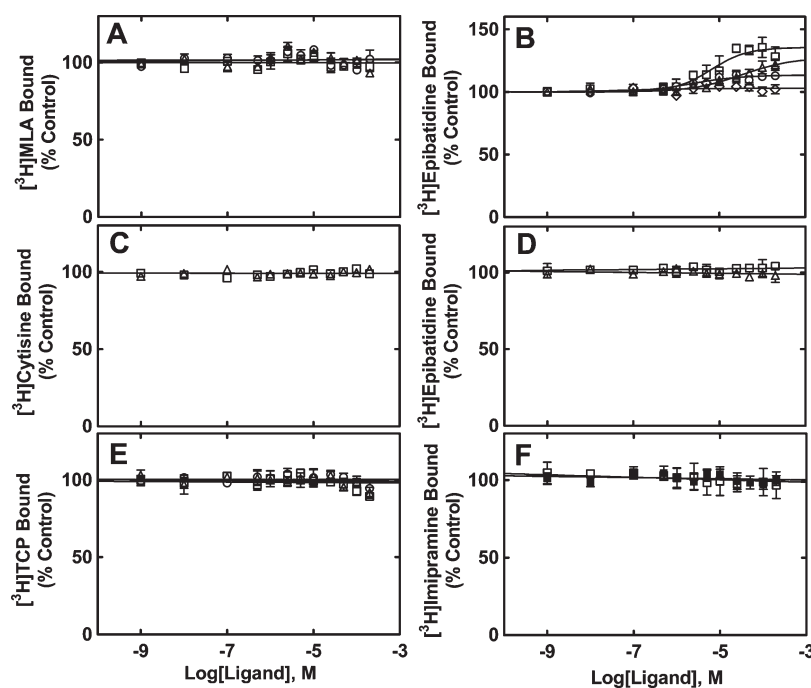 A
[³H]MLA Bound
(% Control)
100
50
0
B
[³H]Epibatidine Bound
(% Control)
150
100
50
0
C
[³H]Cytisine Bound
(% Control)
100
50
0
D
[³H]Epibatidine Bound
(% Control)
100
50
0
E
[³H]TCP Bound
(% Control)
100
50
0
-9 -7 -5 -3
Log[Ligand], M
F
[³H]Imipramine Bound
(% Control)
100
50
0
-9 -7 -5 -3
Log[Ligand], M